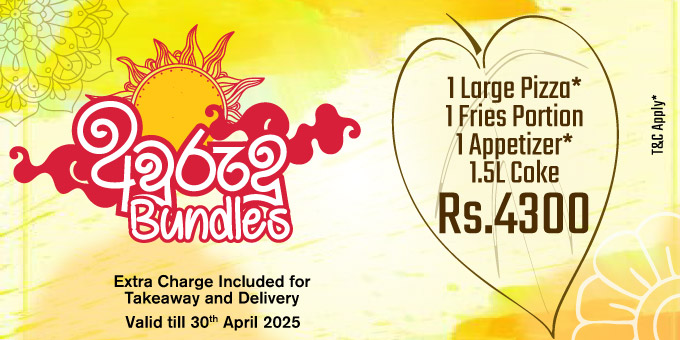 අවුරුදු
Bundles
Extra Charge Included for
Takeaway and Delivery
Valid till 30th April 2025
1 Large Pizza*
1 Fries Portion
1 Appetizer*
1.5L Coke
Rs.4300
T&C Apply*